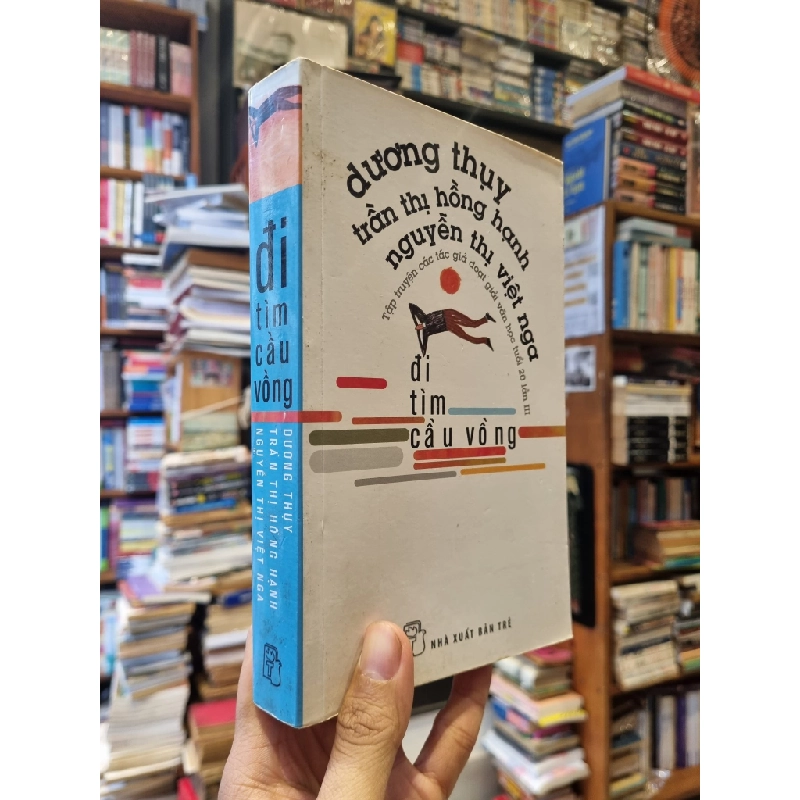 đi
tìm
cầu
vồng
DƯƠNG THỤY
TRẦN THỊ HỒNG HẠNH
NGUYỄN THỊ VIỆT NGA
dương thụy
trần thị hồng hạnh
nguyễn thị việt nga
Tập truyện các tác giả đoạt giải văn học tuổi 20 lần III
đi
tìm
cầu vồng
NHÀ XUẤT BẢN TRẺ